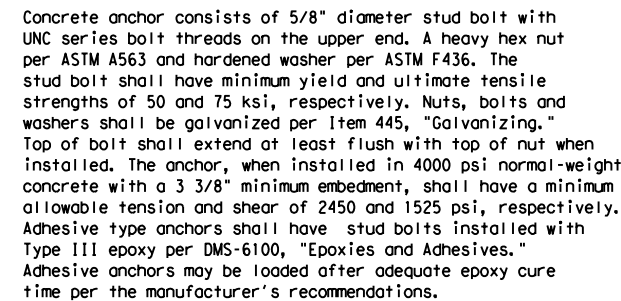 Concrete anchor consists of 5/8" diameter stud bolt with
UNC series bolt threads on the upper end. A heavy hex nut
per ASTM A563 and hardened washer per ASTM F436. The
stud bolt shall have minimum yield and ultimate tensile
strengths of 50 and 75 ksi, respectively. Nuts, bolts and
washers shall be galvanized per Item 445, "Galvanizing."
Top of bolt shall extend at least flush with top of nut when
installed. The anchor, when installed in 4000 psi normal-weight
concrete with a 3 3/8" minimum embedment, shall have a minimum
allowable tension and shear of 2450 and 1525 psi, respectively.
Adhesive type anchors shall have  stud bolts installed with
Type III epoxy per DMS-6100, "Epoxies and Adhesives."
Adhesive anchors may be loaded after adequate epoxy cure
time per the manufacturer's recommendations.